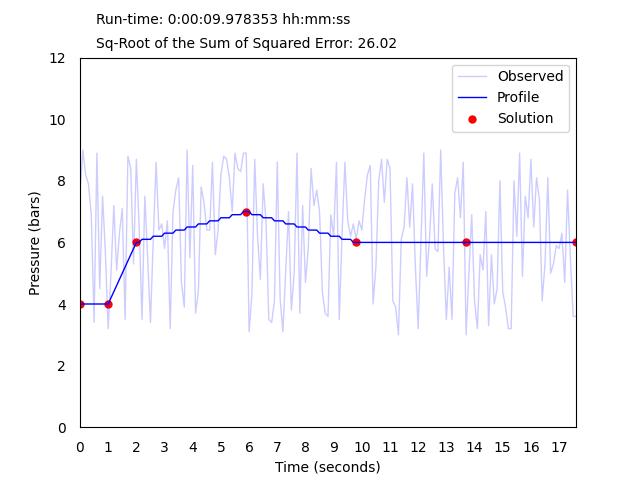 Run-time: 0:00:09.978353 hh:mm:ss
Sq-Root of the Sum of Squared Error: 26.02
Observed
Profile
Solution
12
10
8
6
4
2
0
Pressure (bars)
0 1 2 3 4 5 6 7 8 9 10 11 12 13 14 15 16 17
Time (seconds)